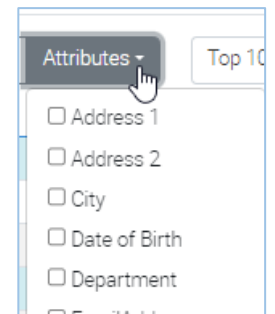 Attributes Top 10
Address 1
Address 2
City
Date of Birth
Department